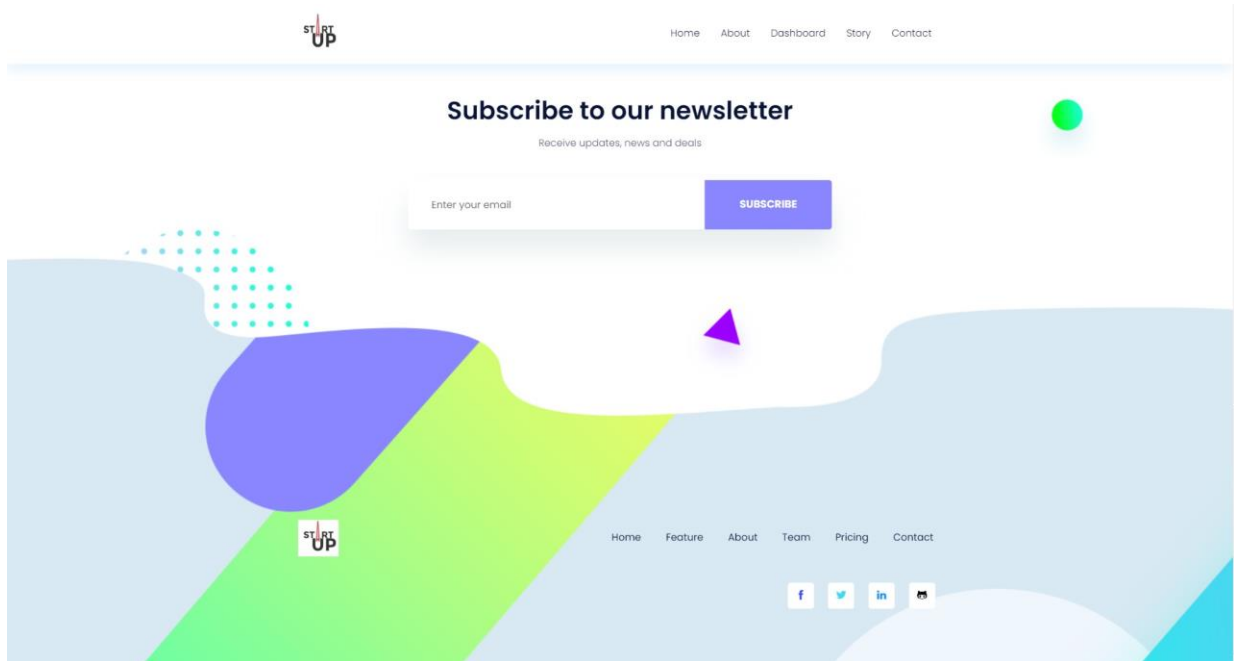 START
UP
Home About Dashboard Story Contact
Subscribe to our newsletter
Receive updates, news and deals
Enter your email SUBSCRIBE
START
UP
Home Feature About Team Pricing Contact
f in